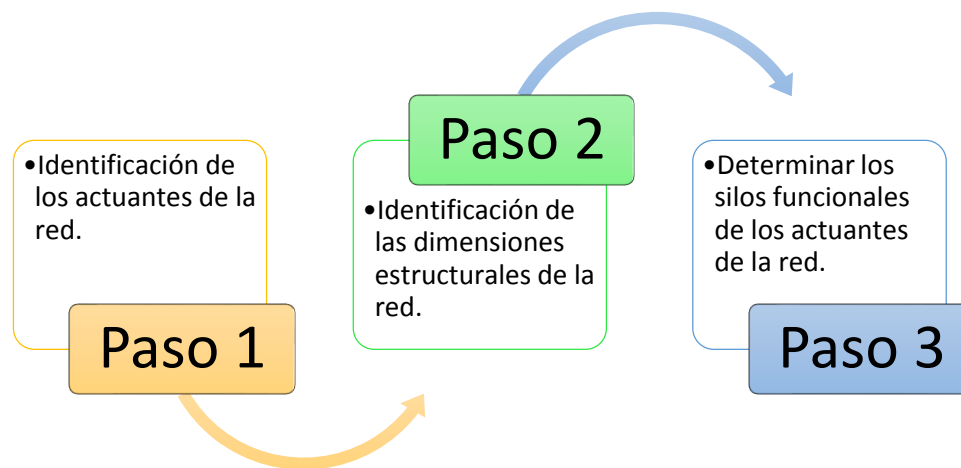 •Identificación de
los actuantes de la
red.
Paso 1
Paso 2
•Identificación de
las dimensiones
estructurales de la
red.
•Determinar los
silos funcionales
de los actuantes
de la red.
Paso 3